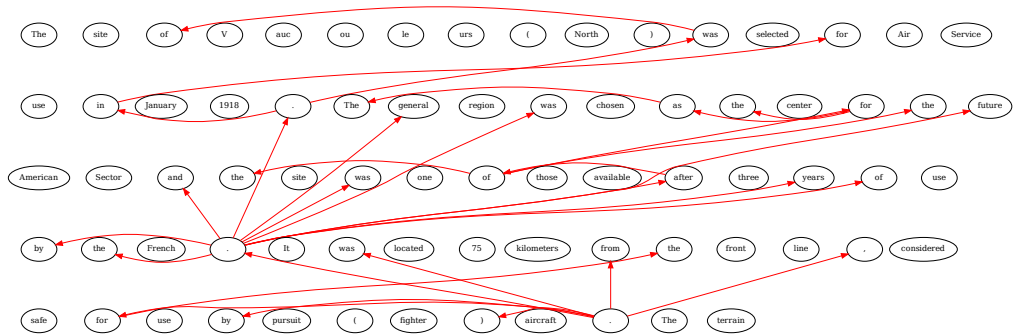 The site of V auc ou le urs ( North ) was selected for Air Service
use in January 1918 . The general region was chosen as the center for the future
American Sector and the site was one of those available after three years of use
by the French . It was located 75 kilometers from the front line , considered
safe for use by pursuit ( fighter ) aircraft . The terrain